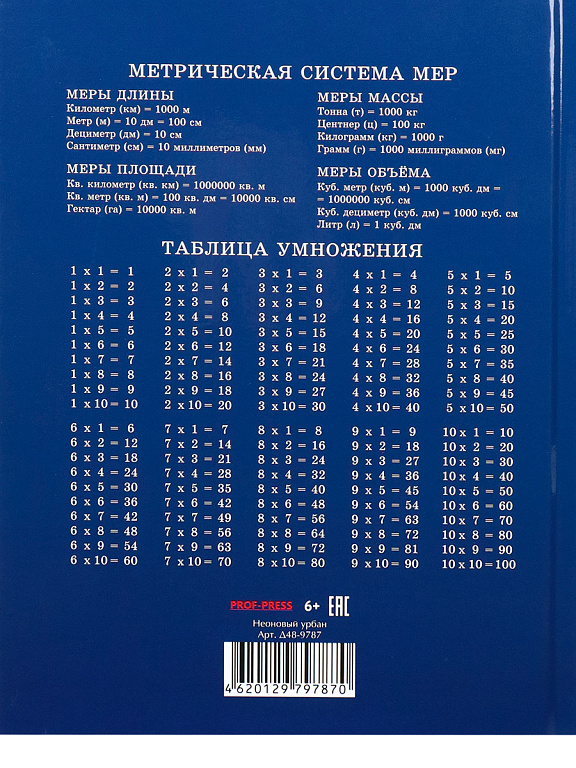 МЕТРИЧЕСКАЯ СИСТЕМА МЕР
МЕРЫ ДЛИНЫ
Километр (км) = 1000 м
Метр (м) = 10 дм = 100 см
Дециметр (дм) = 10 см
Сантиметр (см) = 10 миллиметров (мм)
МЕРЫ МАССЫ
Тонна (т) = 1000 кг
Центнер (ц) = 100 кг
Килограмм (кг) = 1000 г
Грамм (г) = 1000 миллиграммов (мг)
МЕРЫ ПЛОЩАДИ
Кв. километр (кв. км) = 1000000 кв. м
Кв. метр (кв. м) = 100 кв. дм = 10000 кв. см
Гектар (га) = 10000 кв. м
МЕРЫ ОБЪЁМА
Куб. метр (куб. м) = 1000 куб. дм =
= 1000000 куб. см
Куб. дециметр (куб. дм) = 1000 куб. см
Литр (л) = 1 куб. дм
ТАБЛИЦА УМНОЖЕНИЯ
1 x 1 = 1 2 x 1 = 2 3 x 1 = 3 4 x 1 = 4 5 x 1 = 5
1 x 2 = 2 2 x 2 = 4 3 x 2 = 6 4 x 2 = 8 5 x 2 = 10
1 x 3 = 3 2 x 3 = 6 3 x 3 = 9 4 x 3 = 12 5 x 3 = 15
1 x 4 = 4 2 x 4 = 8 3 x 4 = 12 4 x 4 = 16 5 x 4 = 20
1 x 5 = 5 2 x 5 = 10 3 x 5 = 15 4 x 5 = 20 5 x 5 = 25
1 x 6 = 6 2 x 6 = 12 3 x 6 = 18 4 x 6 = 24 5 x 6 = 30
1 x 7 = 7 2 x 7 = 14 3 x 7 = 21 4 x 7 = 28 5 x 7 = 35
1 x 8 = 8 2 x 8 = 16 3 x 8 = 24 4 x 8 = 32 5 x 8 = 40
1 x 9 = 9 2 x 9 = 18 3 x 9 = 27 4 x 9 = 36 5 x 9 = 45
1 x 10 = 10 2 x 10 = 20 3 x 10 = 30 4 x 10 = 40 5 x 10 = 50
6 x 1 = 6 7 x 1 = 7 8 x 1 = 8 9 x 1 = 9 10 x 1 = 10
6 x 2 = 12 7 x 2 = 14 8 x 2 = 16 9 x 2 = 18 10 x 2 = 20
6 x 3 = 18 7 x 3 = 21 8 x 3 = 24 9 x 3 = 27 10 x 3 = 30
6 x 4 = 24 7 x 4 = 28 8 x 4 = 32 9 x 4 = 36 10 x 4 = 40
6 x 5 = 30 7 x 5 = 35 8 x 5 = 40 9 x 5 = 45 10 x 5 = 50
6 x 6 = 36 7 x 6 = 42 8 x 6 = 48 9 x 6 = 54 10 x 6 = 60
6 x 7 = 42 7 x 7 = 49 8 x 7 = 56 9 x 7 = 63 10 x 7 = 70
6 x 8 = 48 7 x 8 = 56 8 x 8 = 64 9 x 8 = 72 10 x 8 = 80
6 x 9 = 54 7 x 9 = 63 8 x 9 = 72 9 x 9 = 81 10 x 9 = 90
6 x 10 = 60 7 x 10 = 70 8 x 10 = 80 9 x 10 = 90 10 x 10 = 100
PROF-PRESS 6+ EAC
Неоновый урбан
Арт. Д48-9787
4 620129 797870